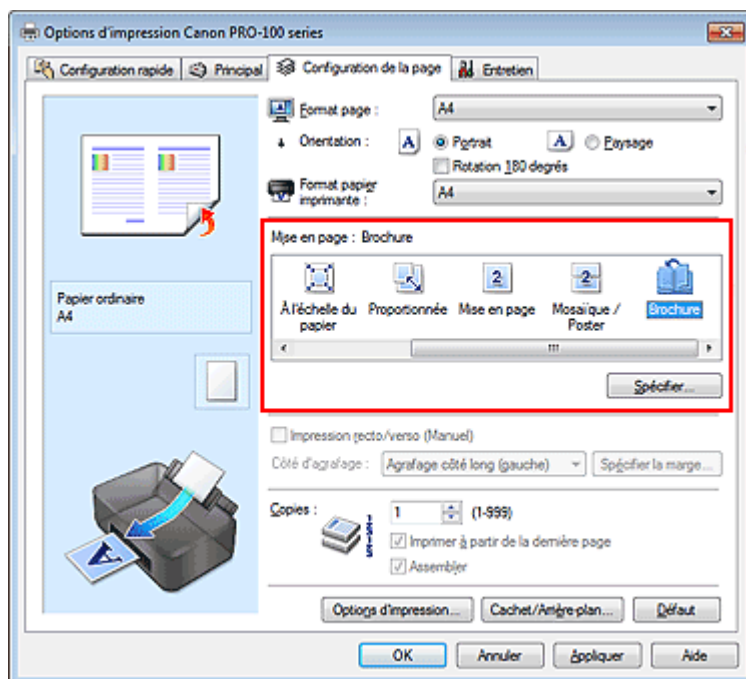 Options d'impression Canon PRO-100 series
Configuration rapide
Principal
Configuration de la page
Entretien
Format page :
A4
Orientation :
A
Portrait
A
Paysage
Rotation 180 degrés
Format papier
imprimante :
A4
Mise en page : Brochure
À l'échelle du
papier
Proportionnée
2
Mise en page
2
Mosaïque /
Poster
Brochure
Papier ordinaire
A4
Spécifier...
Impression recto/verso (Manuel)
Côté d'agrafage :
Agrafage côté long (gauche)
Spécifier la marge...
Copies :
1
(1-999)
Imprimer à partir de la dernière page
Assembler
A
Options d'impression...
Cachet/Arrière-plan...
Défaut
OK
Annuler
Appliquer
Aide